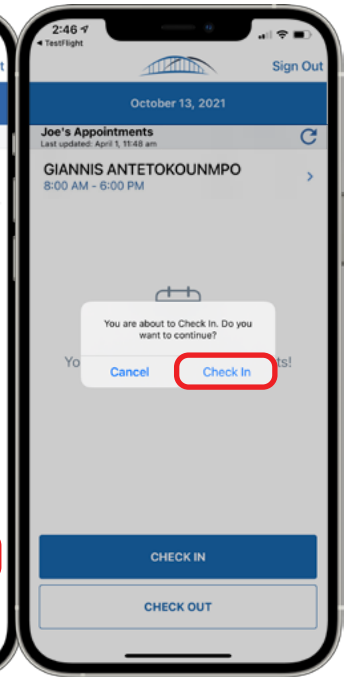 2:46
TestFlight
Sign Out
October 13, 2021
Joe's Appointments
Last updated: April 1, 11:48 am
GIANNIS ANTETOKOUNMPO
8:00 AM - 6:00 PM
You are about to Check In. Do you
want to continue?
Yo
ts!
Cancel
Check In
CHECK IN
CHECK OUT